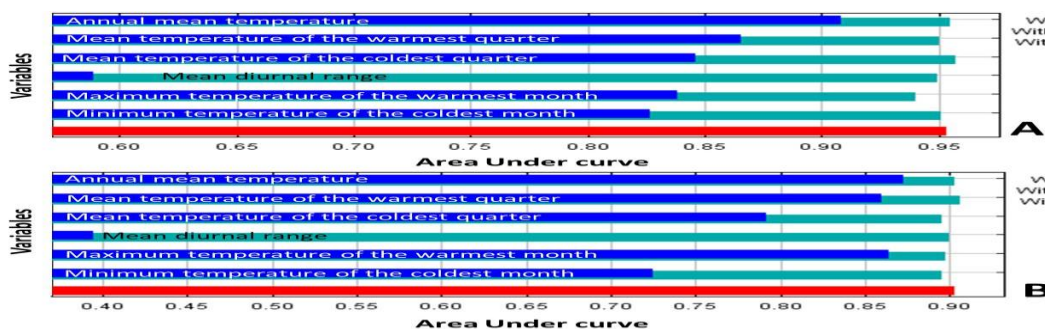 Annual mean temperature
Mean temperature of the warmest quarter
Mean temperature of the coldest quarter
Mean diurnal range
Maximum temperature of the warmest month
Minimum temperature of the coldest month
Variables
0.60 0.65 0.70 0.75 0.80 0.85 0.90 0.95
Area Under curve
A
Annual mean temperature
Mean temperature of the warmest quarter
Mean temperature of the coldest quarter
Mean diurnal range
Maximum temperature of the warmest month
Minimum temperature of the coldest month
Variables
0.40 0.45 0.50 0.55 0.60 0.65 0.70 0.75 0.80 0.85 0.90
Area Under curve
B